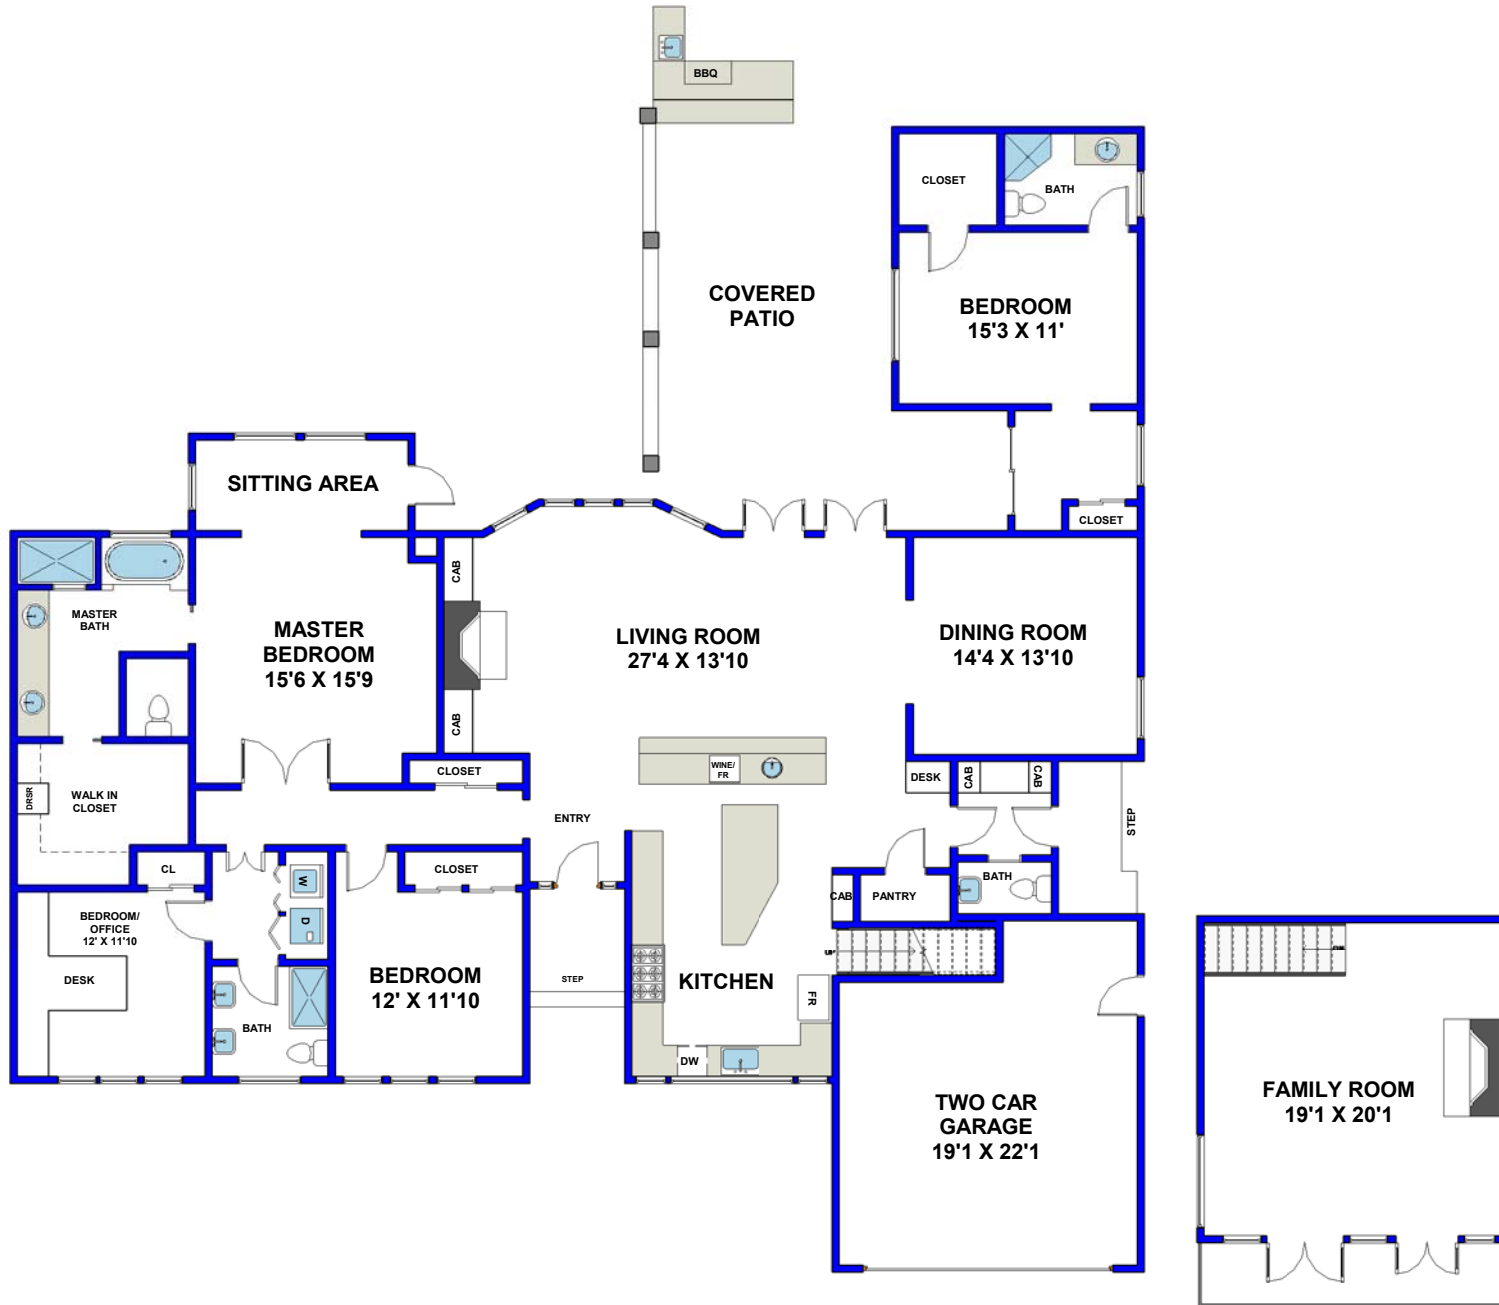 BBQ
CLOSET
BATH
COVERED
PATIO
BEDROOM
15'3 X 11'
SITTING AREA
CLOSET
CAB
MASTER
BATH
MASTER
BEDROOM
15'6 X 15'9
LIVING ROOM
27'4 X 13'10
DINING ROOM
14'4 X 13'10
CAB
CLOSET
WINE/
FR
DESK
CAB
CAB
DRSR
WALK IN
CLOSET
ENTRY
STEP
CL
CLOSET
W
BATH
CAB
PANTRY
BEDROOM/
OFFICE
12' X 11'10
D
DESK
BEDROOM
12' X 11'10
STEP
KITCHEN
FR
BATH
DW
TWO CAR
GARAGE
19'1 X 22'1
FAMILY ROOM
19'1 X 20'1